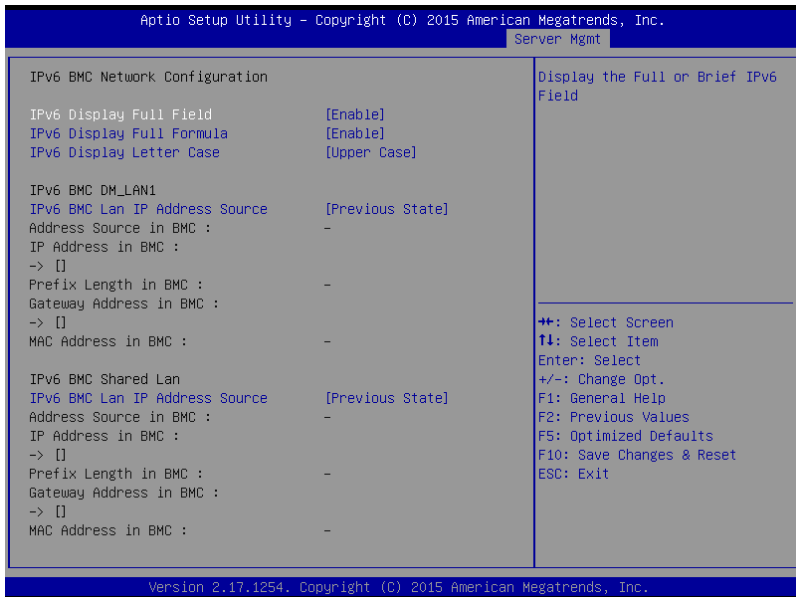 Aptio Setup Utility – Copyright (C) 2015 American Megatrends, Inc.
Server Mgmt
IPv6 BMC Network Configuration
IPv6 Display Full Field [Enable]
IPv6 Display Full Formula [Enable]
IPv6 Display Letter Case [Upper Case]
IPv6 BMC DM_LAN1
IPv6 BMC Lan IP Address Source [Previous State]
Address Source in BMC : –
IP Address in BMC :
-> []
Prefix Length in BMC : –
Gateway Address in BMC :
-> []
MAC Address in BMC : –
IPv6 BMC Shared Lan
IPv6 BMC Lan IP Address Source [Previous State]
Address Source in BMC : –
IP Address in BMC :
-> []
Prefix Length in BMC : –
Gateway Address in BMC :
-> []
MAC Address in BMC : –
Display the Full or Brief IPv6
Field
→←: Select Screen
↑↓: Select Item
Enter: Select
+/-: Change Opt.
F1: General Help
F2: Previous Values
F5: Optimized Defaults
F10: Save Changes & Reset
ESC: Exit
Version 2.17.1254. Copyright (C) 2015 American Megatrends, Inc.